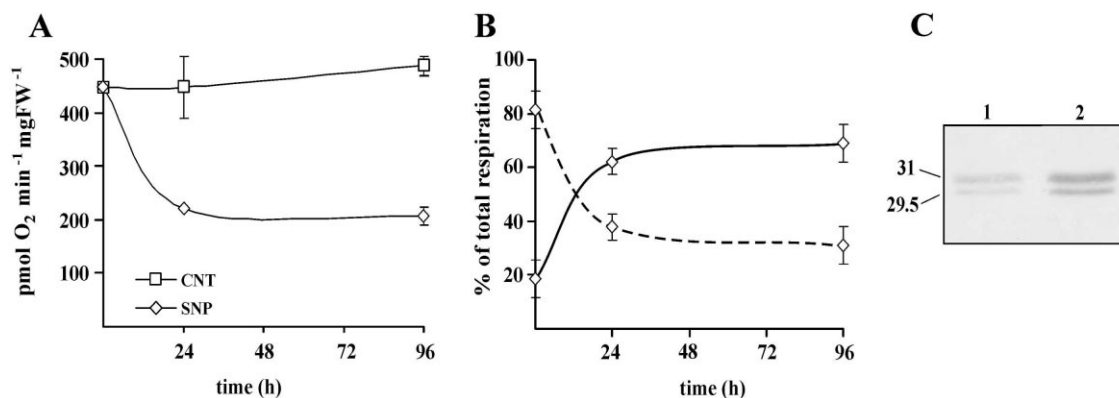 A
pmol O₂ min⁻¹ mgFW⁻¹
500
400
300
200
100
CNT
SNP
24 48 72 96
time (h)
B
% of total respiration
100
80
60
40
20
24 48 72 96
time (h)
C
1 2
31
29.5